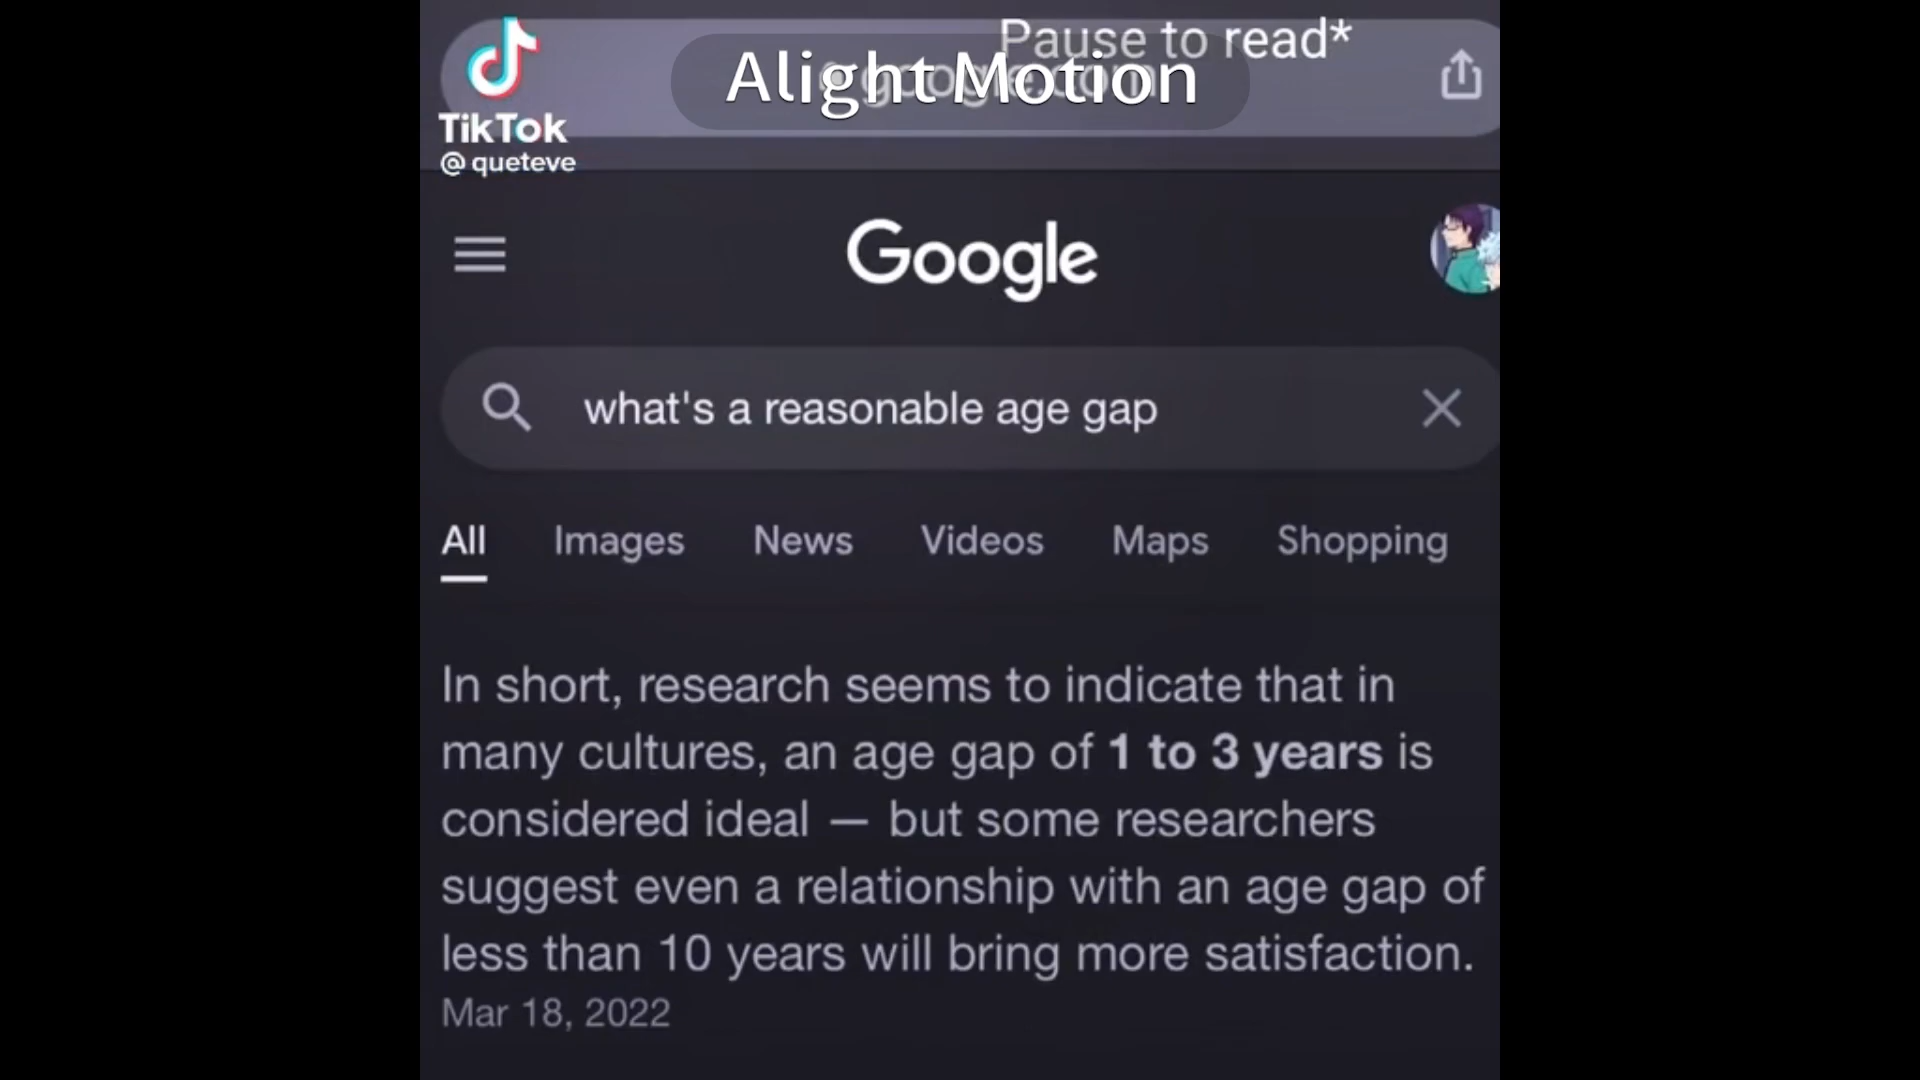 Pause to read*
Alight Motion
google.com
TikTok
@queteve
Google
what's a reasonable age gap
All Images News Videos Maps Shopping
In short, research seems to indicate that in
many cultures, an age gap of 1 to 3 years is
considered ideal — but some researchers
suggest even a relationship with an age gap of
less than 10 years will bring more satisfaction.
Mar 18, 2022